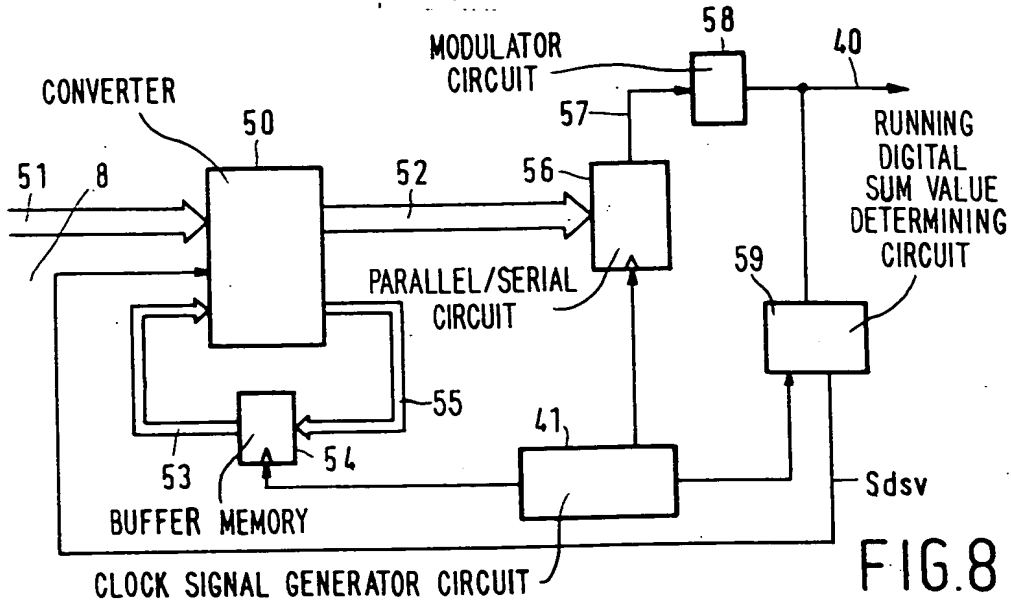 58
MODULATOR
CIRCUIT
40
CONVERTER
57
RUNNING
DIGITAL
SUM VALUE
DETERMINING
CIRCUIT
50
56
51
8
52
59
PARALLEL/SERIAL
CIRCUIT
55
41
53
54
Sdsv
BUFFER MEMORY
CLOCK SIGNAL GENERATOR CIRCUIT
FIG.8